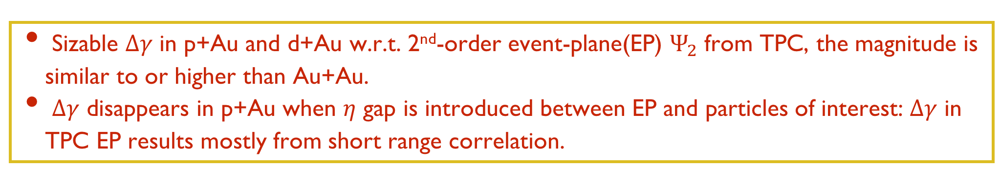 • Sizable Δγ in p+Au and d+Au w.r.t. 2nd-order event-plane(EP) Ψ2 from TPC, the magnitude is
similar to or higher than Au+Au.
• Δγ disappears in p+Au when η gap is introduced between EP and particles of interest: Δγ in
TPC EP results mostly from short range correlation.